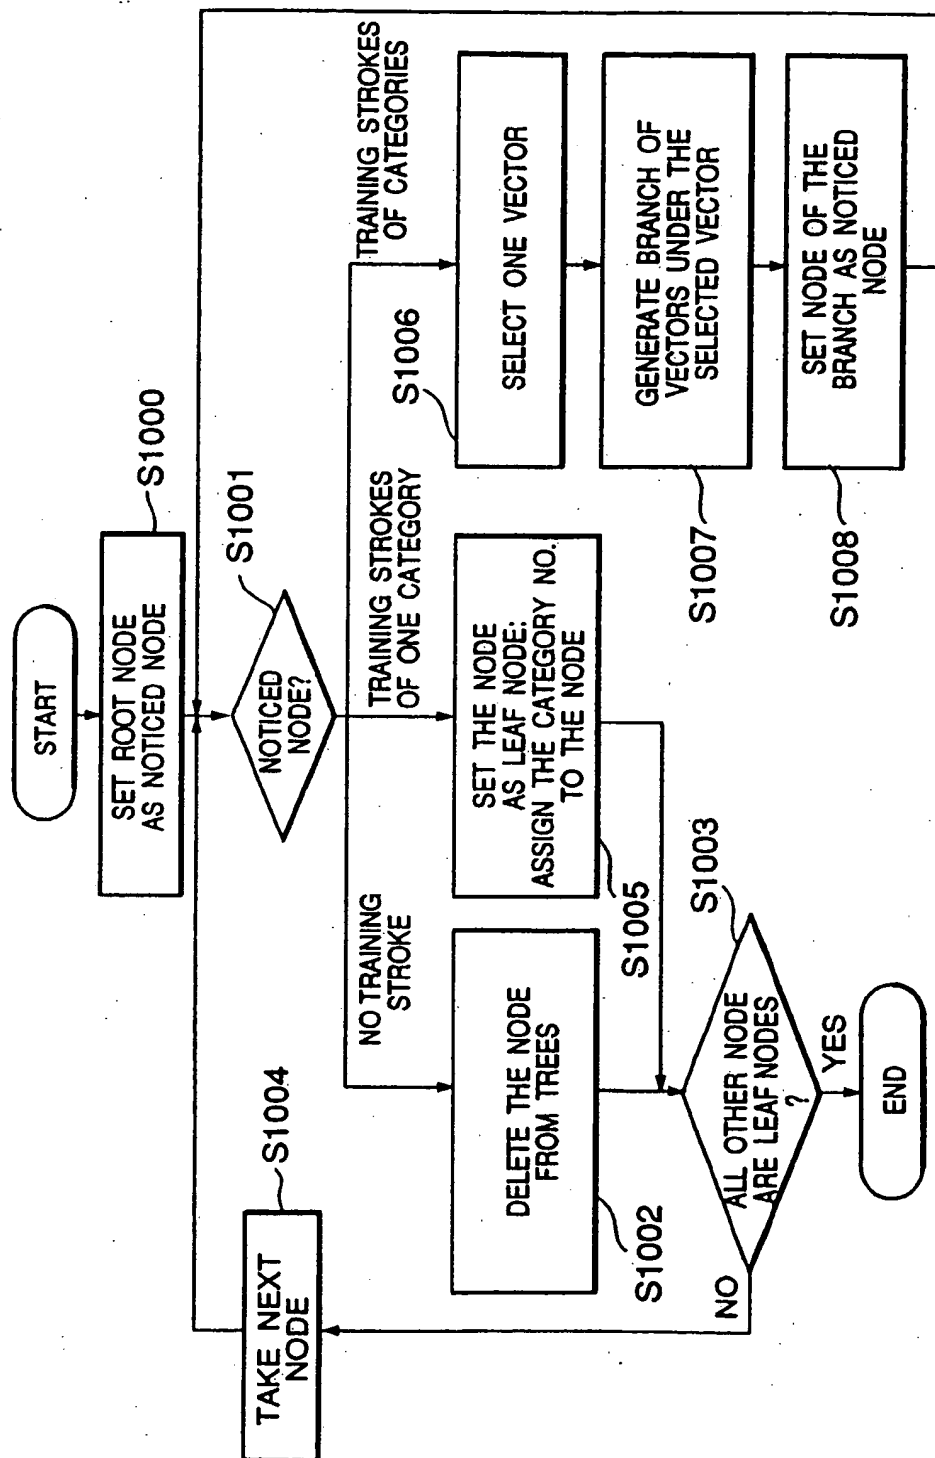 START
SET ROOT NODE
AS NOTICED NODE
S1000
NOTICED
NODE?
S1001
TAKE NEXT
NODE
S1004
NO TRAINING
STROKE
TRAINING STROKES
OF ONE CATEGORY
TRAINING STROKES
OF CATEGORIES
DELETE THE NODE
FROM TREES
S1002
SET THE NODE
AS LEAF NODE:
ASSIGN THE CATEGORY NO.
TO THE NODE
S1005
S1006
SELECT ONE VECTOR
GENERATE BRANCH OF
VECTORS UNDER THE
SELECTED VECTOR
S1007
SET NODE OF THE
BRANCH AS NOTICED
NODE
S1008
ALL OTHER NODE
ARE LEAF NODES
?
S1003
NO
YES
END